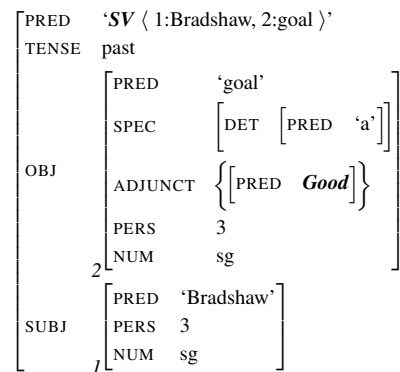 PRED ‘SV ⟨ 1:Bradshaw, 2:goal ⟩’
TENSE past
PRED ‘goal’
SPEC [DET [PRED ‘a’]]
OBJ
ADJUNCT {[PRED Good]}
PERS 3
NUM sg
2
PRED ‘Bradshaw’
SUBJ PERS 3
NUM sg
1